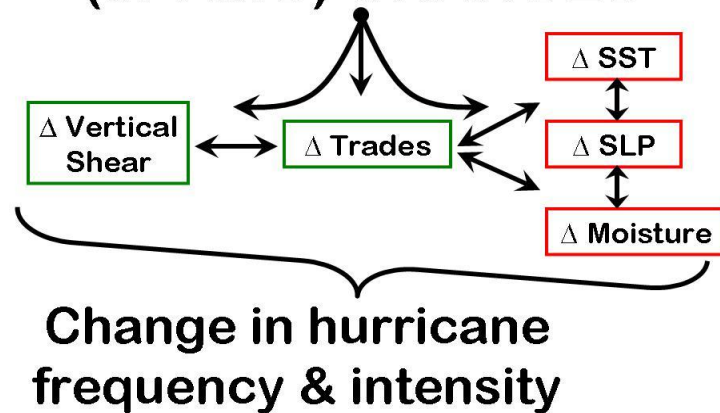 Δ SST
Δ Vertical
Shear
Δ Trades
Δ SLP
Δ Moisture
Change in hurricane
frequency & intensity